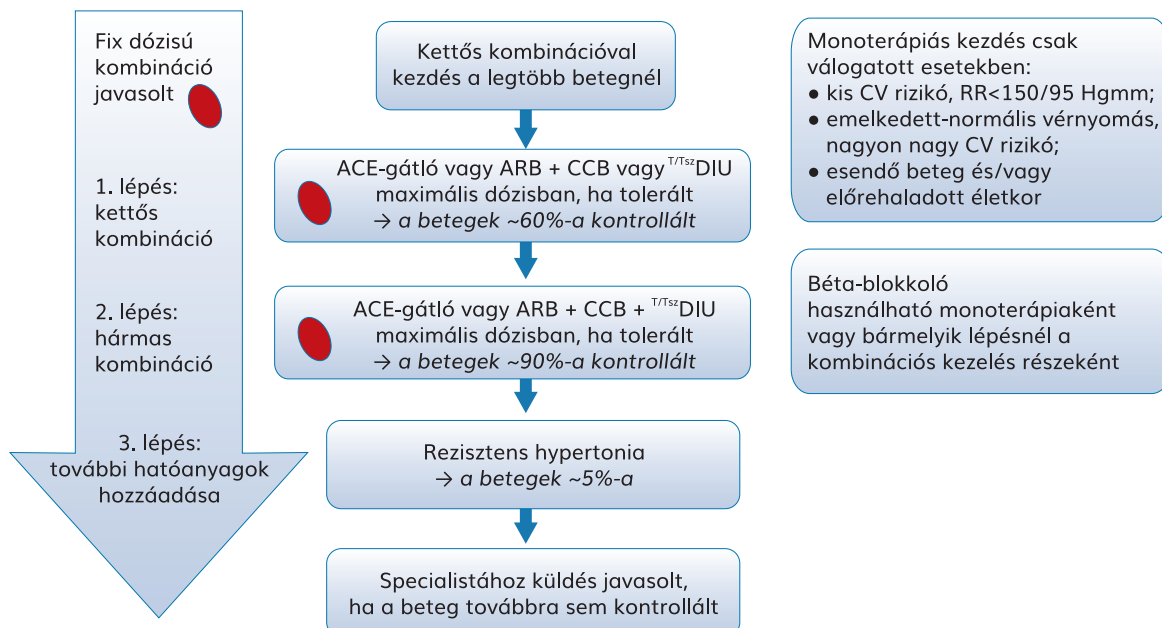 Fix dózisú
kombináció
javasolt
1. lépés:
kettős
kombináció
2. lépés:
hármas
kombináció
3. lépés:
további hatóanyagok
hozzáadása
Kettős kombinációval
kezdés a legtöbb betegnél
ACE-gátló vagy ARB + CCB vagy T/TszDIU
maximális dózisban, ha tolerált
→ a betegek ~60%-a kontrollált
ACE-gátló vagy ARB + CCB + T/TszDIU
maximális dózisban, ha tolerált
→ a betegek ~90%-a kontrollált
Rezisztens hypertonia
→ a betegek ~5%-a
Specialistához küldés javasolt,
ha a beteg továbbra sem kontrollált
Monoterápiás kezdés csak
válogatott esetekben:
● kis CV rizikó, RR<150/95 Hgmm;
● emelkedett-normális vérnyomás,
nagyon nagy CV rizikó;
● esendő beteg és/vagy
előrehaladott életkor
Béta-blokkoló
használható monoterápiaként
vagy bármelyik lépésnél a
kombinációs kezelés részeként